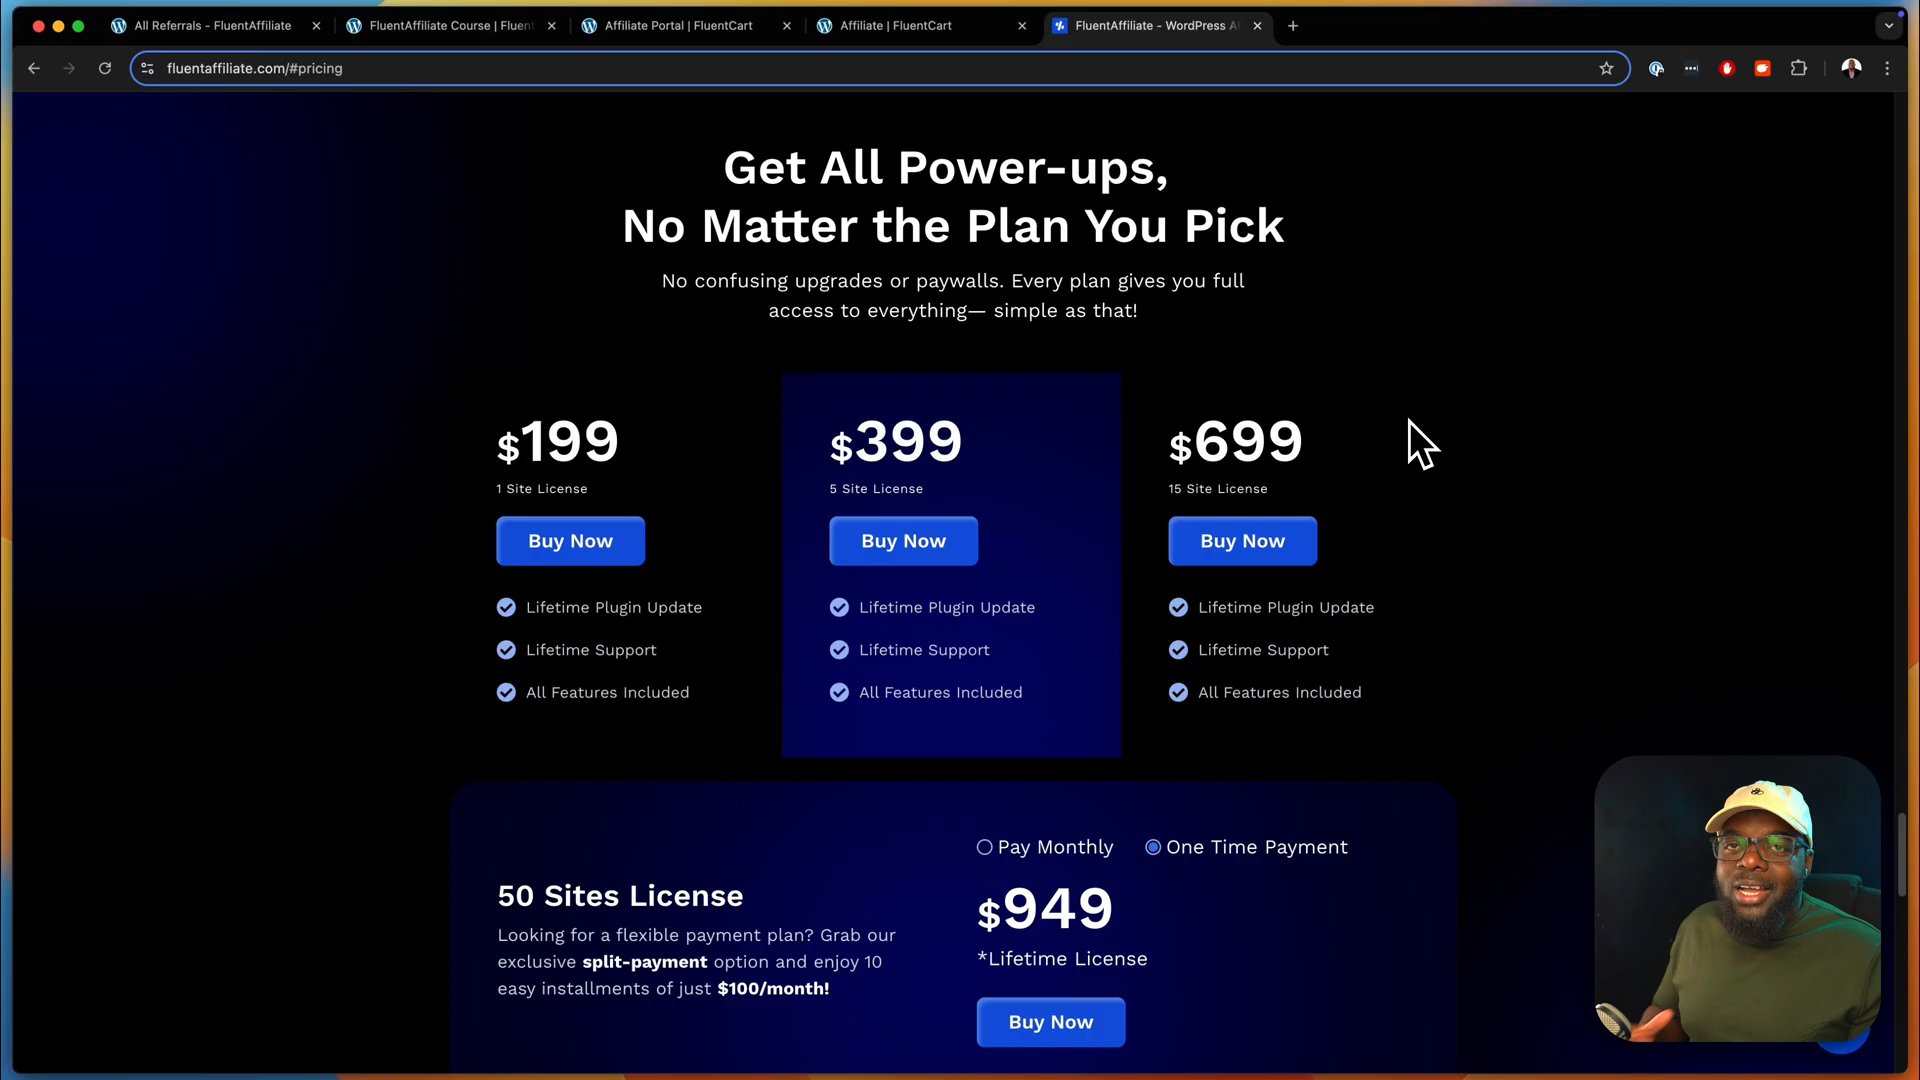 All Referrals - FluentAffiliate
FluentAffiliate Course | Fluen
Affiliate Portal | FluentCart
Affiliate | FluentCart
FluentAffiliate - WordPress A
fluentaffiliate.com/#pricing
Get All Power-ups,
No Matter the Plan You Pick
No confusing upgrades or paywalls. Every plan gives you full
access to everything— simple as that!
$199
1 Site License
Buy Now
Lifetime Plugin Update
Lifetime Support
All Features Included
$399
5 Site License
Buy Now
Lifetime Plugin Update
Lifetime Support
All Features Included
$699
15 Site License
Buy Now
Lifetime Plugin Update
Lifetime Support
All Features Included
50 Sites License
Looking for a flexible payment plan? Grab our
exclusive split-payment option and enjoy 10
easy installments of just $100/month!
Pay Monthly
One Time Payment
$949
*Lifetime License
Buy Now